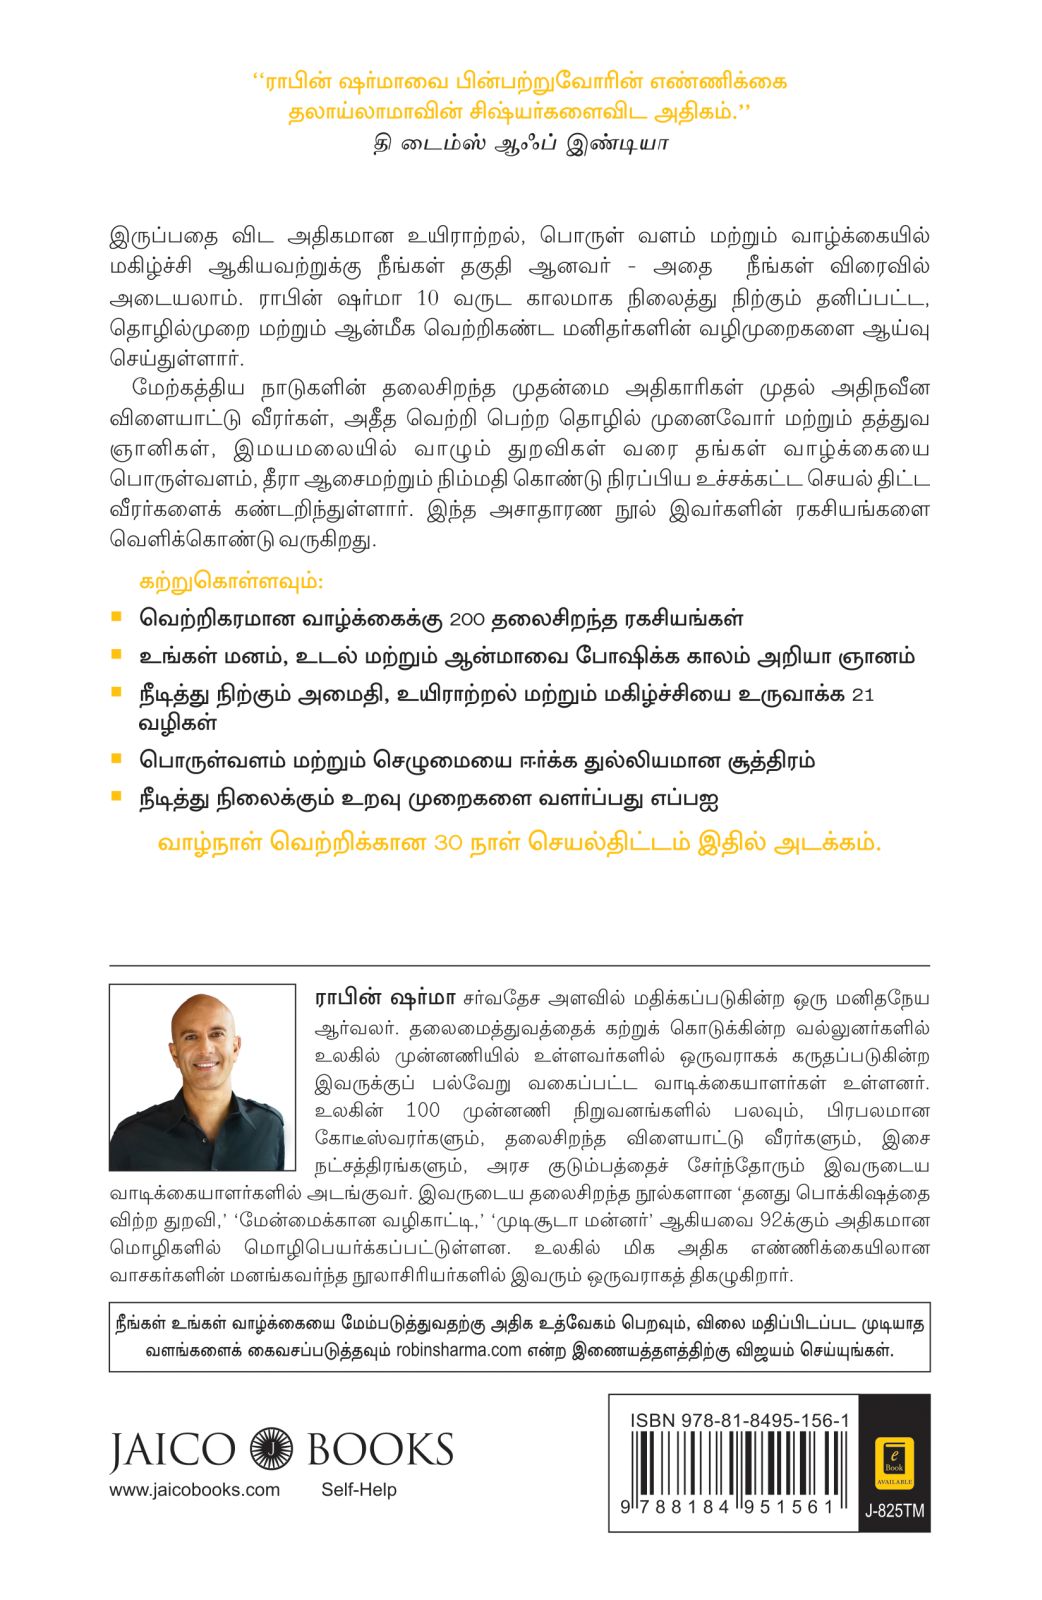 ‘‘ராபின் ஷர்மாவை பின்பற்றுவோரின் எண்ணிக்கை
தலாய்லாமாவின் சிஷ்யர்களைவிட அதிகம்.’’
தி டைம்ஸ் ஆஃப் இண்டியா
இருப்பதை விட அதிகமான உயிராற்றல், பொருள் வளம் மற்றும் வாழ்க்கையில்
மகிழ்ச்சி ஆகியவற்றுக்கு நீங்கள் தகுதி ஆனவர் - அதை நீங்கள் விரைவில்
அடையலாம். ராபின் ஷர்மா 10 வருட காலமாக நிலைத்து நிற்கும் தனிப்பட்ட,
தொழில்முறை மற்றும் ஆன்மீக வெற்றிகண்ட மனிதர்களின் வழிமுறைகளை ஆய்வு
செய்துள்ளார்.
மேற்கத்திய நாடுகளின் தலைசிறந்த முதன்மை அதிகாரிகள் முதல் அதிநவீன
விளையாட்டு வீரர்கள், அதீத வெற்றி பெற்ற தொழில் முனைவோர் மற்றும் தத்துவ
ஞானிகள், இமயமலையில் வாழும் துறவிகள் வரை தங்கள் வாழ்க்கையை
பொருள்வளம், தீரா ஆசைமற்றும் நிம்மதி கொண்டு நிரப்பிய உச்சக்கட்ட செயல் திட்ட
வீரர்களைக் கண்டறிந்துள்ளார். இந்த அசாதாரண நூல் இவர்களின் ரகசியங்களை
வெளிக்கொண்டு வருகிறது.
கற்றுகொள்ளவும்:
▪ வெற்றிகரமான வாழ்க்கைக்கு 200 தலைசிறந்த ரகசியங்கள்
▪ உங்கள் மனம், உடல் மற்றும் ஆன்மாவை போஷிக்க காலம் அறியா ஞானம்
▪ நீடித்து நிற்கும் அமைதி, உயிராற்றல் மற்றும் மகிழ்ச்சியை உருவாக்க 21
வழிகள்
▪ பொருள்வளம் மற்றும் செழுமையை ஈர்க்க துல்லியமான சூத்திரம்
▪ நீடித்து நிலைக்கும் உறவு முறைகளை வளர்ப்பது எப்பஐ
வாழ்நாள் வெற்றிக்கான 30 நாள் செயல்திட்டம் இதில் அடக்கம்.
ராபின் ஷர்மா சர்வதேச அளவில் மதிக்கப்படுகின்ற ஒரு மனிதநேய
ஆர்வலர். தலைமைத்துவத்தைக் கற்றுக் கொடுக்கின்ற வல்லுனர்களில்
உலகில் முன்னணியில் உள்ளவர்களில் ஒருவராகக் கருதப்படுகின்ற
இவருக்குப் பல்வேறு வகைப்பட்ட வாடிக்கையாளர்கள் உள்ளனர்.
உலகின் 100 முன்னணி நிறுவனங்களில் பலவும், பிரபலமான
கோடீஸ்வரர்களும், தலைசிறந்த விளையாட்டு வீரர்களும், இசை
நட்சத்திரங்களும், அரச குடும்பத்தைச் சேர்ந்தோரும் இவருடைய
வாடிக்கையாளர்களில் அடங்குவர். இவருடைய தலைசிறந்த நூல்களான ‘தனது பொக்கிஷத்தை
விற்ற துறவி,’ ‘மேன்மைக்கான வழிகாட்டி,’ ‘முடிசூடா மன்னர்’ ஆகியவை 92க்கும் அதிகமான
மொழிகளில் மொழிபெயர்க்கப்பட்டுள்ளன. உலகில் மிக அதிக எண்ணிக்கையிலான
வாசகர்களின் மனங்கவர்ந்த நூலாசிரியர்களில் இவரும் ஒருவராகத் திகழுகிறார்.
நீங்கள் உங்கள் வாழ்க்கையை மேம்படுத்துவதற்கு அதிக உத்வேகம் பெறவும், விலை மதிப்பிடப்பட முடியாத
வளங்களைக் கைவசப்படுத்தவும் robinsharma.com என்ற இணையத்தளத்திற்கு விஜயம் செய்யுங்கள்.
JAICO J BOOKS
www.jaicobooks.com Self-Help
ISBN 978-81-8495-156-1
9 788184 951561
e
Book
AVAILABLE
J-825TM